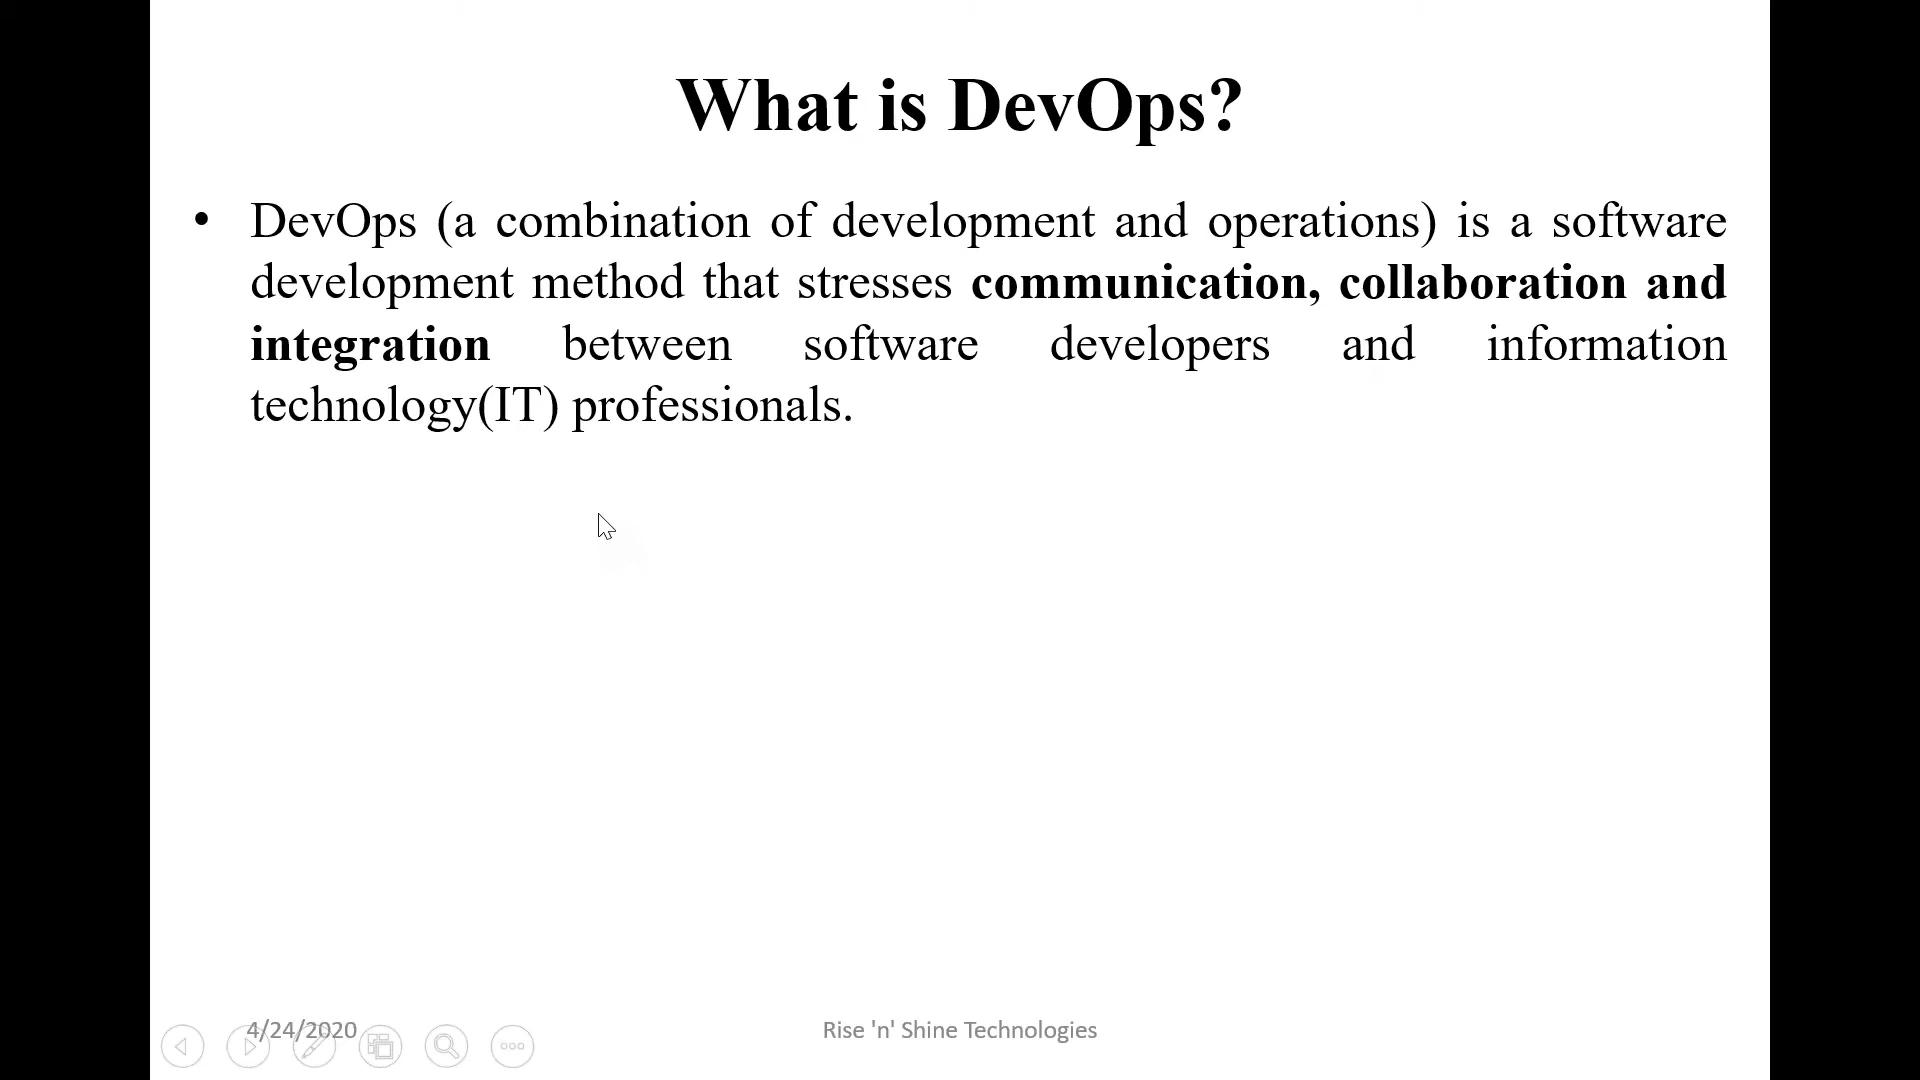 What is DevOps?
• DevOps (a combination of development and operations) is a software
development method that stresses communication, collaboration and
integration between software developers and information
technology(IT) professionals.
4/24/2020
Rise 'n' Shine Technologies